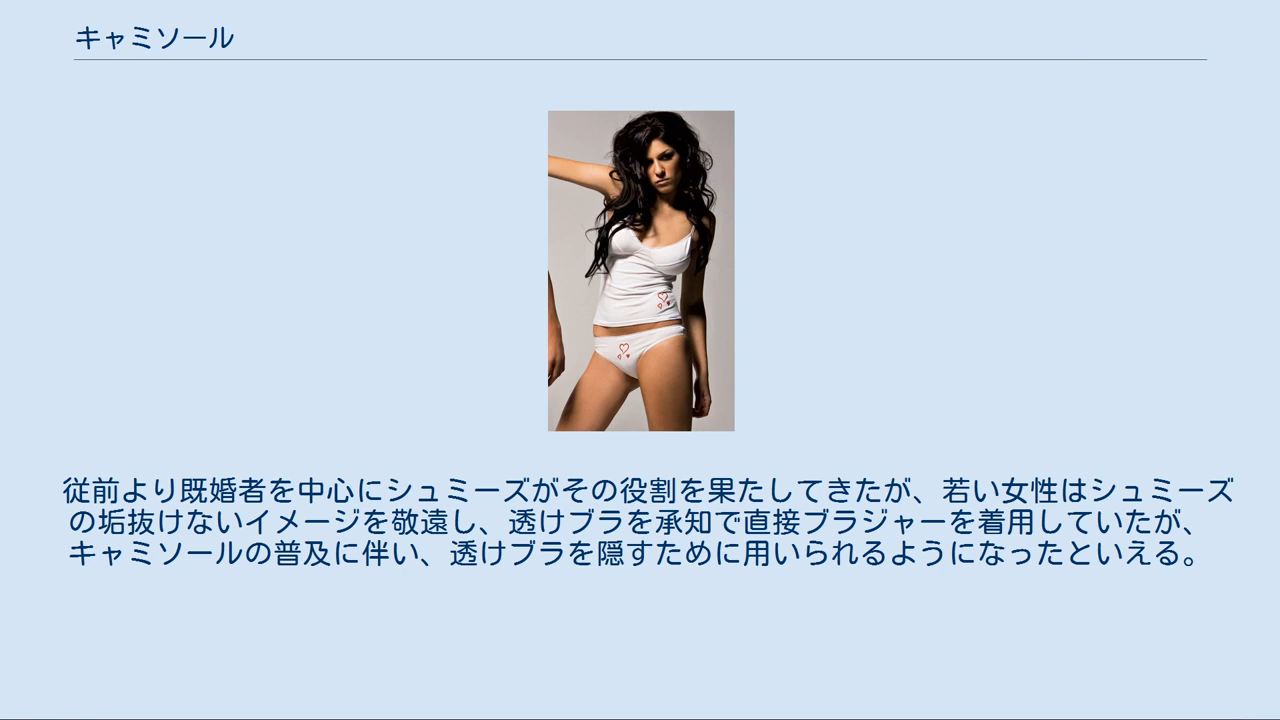 キャミソール
従前より既婚者を中心にシュミーズがその役割を果たしてきたが、若い女性はシュミーズ
の垢抜けないイメージを敬遠し、透けブラを承知で直接ブラジャーを着用していたが、
キャミソールの普及に伴い、透けブラを隠すために用いられるようになったといえる。